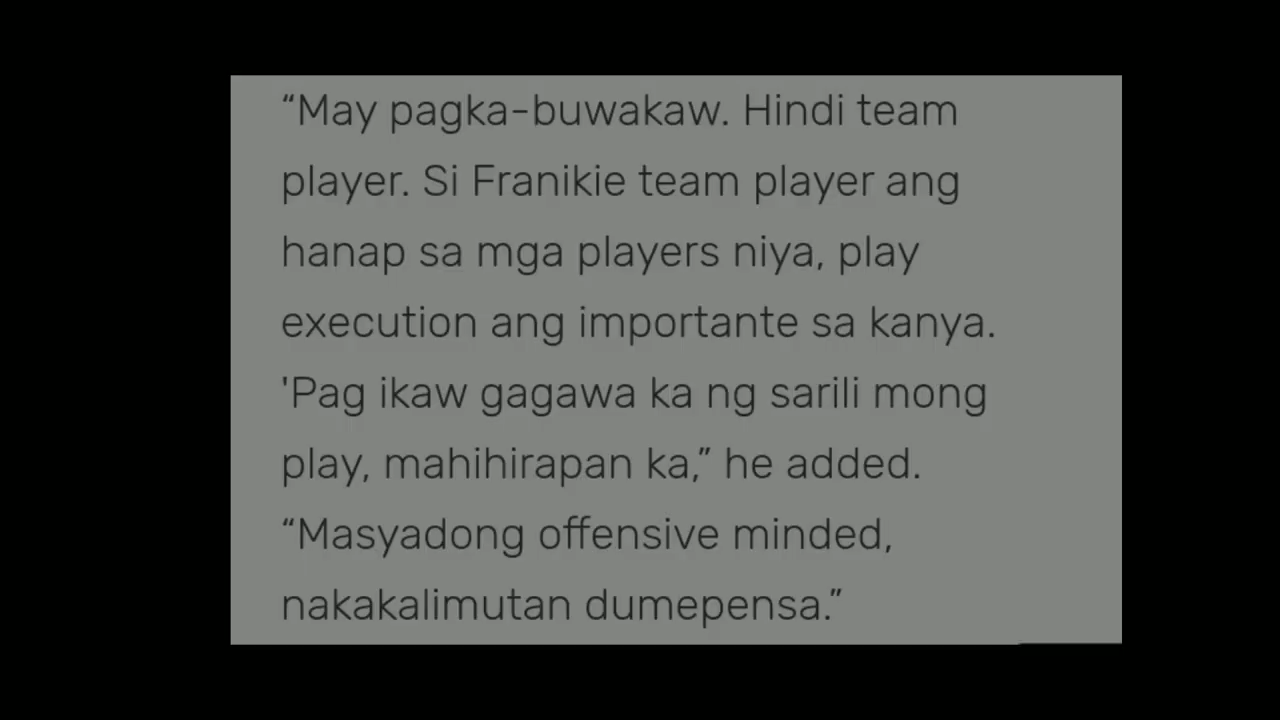 “May pagka-buwakaw. Hindi team
player. Si Franikie team player ang
hanap sa mga players niya, play
execution ang importante sa kanya.
'Pag ikaw gagawa ka ng sarili mong
play, mahihirapan ka,” he added.
“Masyadong offensive minded,
nakakalimutan dumepensa.”